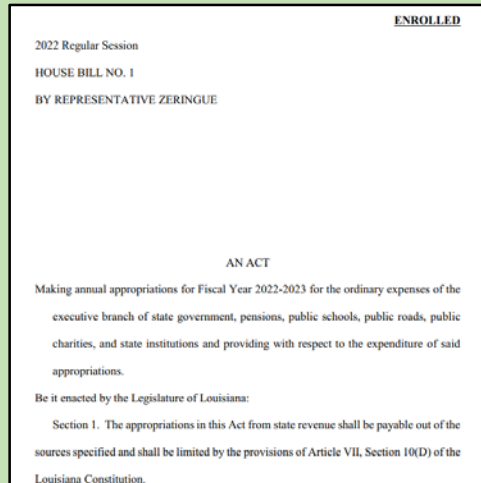 ENROLLED
2022 Regular Session
HOUSE BILL NO. 1
BY REPRESENTATIVE ZERINGUE
AN ACT
Making annual appropriations for Fiscal Year 2022-2023 for the ordinary expenses of the
executive branch of state government, pensions, public schools, public roads, public
charities, and state institutions and providing with respect to the expenditure of said
appropriations.
Be it enacted by the Legislature of Louisiana:
Section 1. The appropriations in this Act from state revenue shall be payable out of the
sources specified and shall be limited by the provisions of Article VII, Section 10(D) of the
Louisiana Constitution.